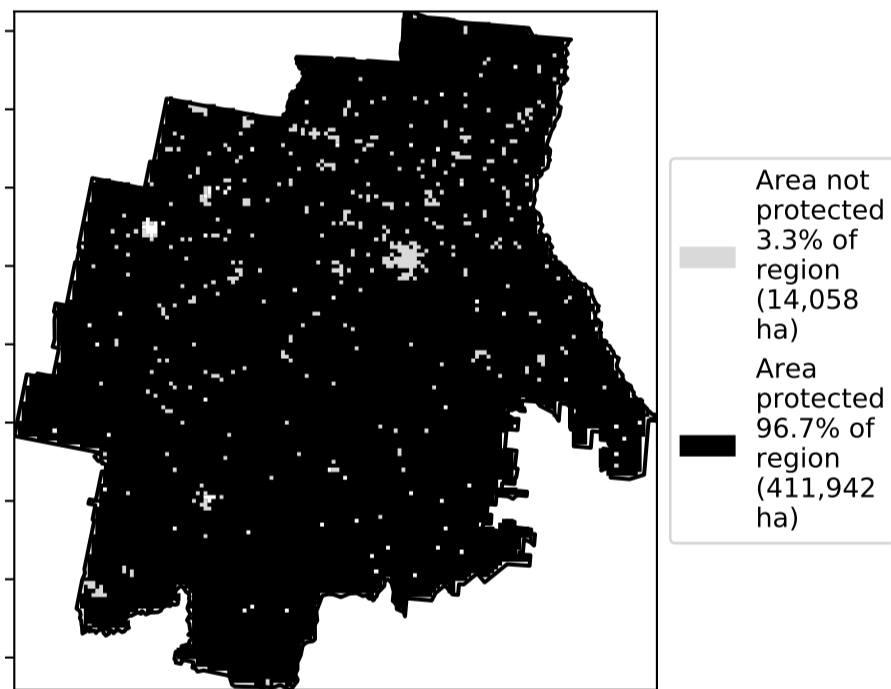 Area not
protected
3.3% of
region
(14,058
ha)
Area
protected
96.7% of
region
(411,942
ha)